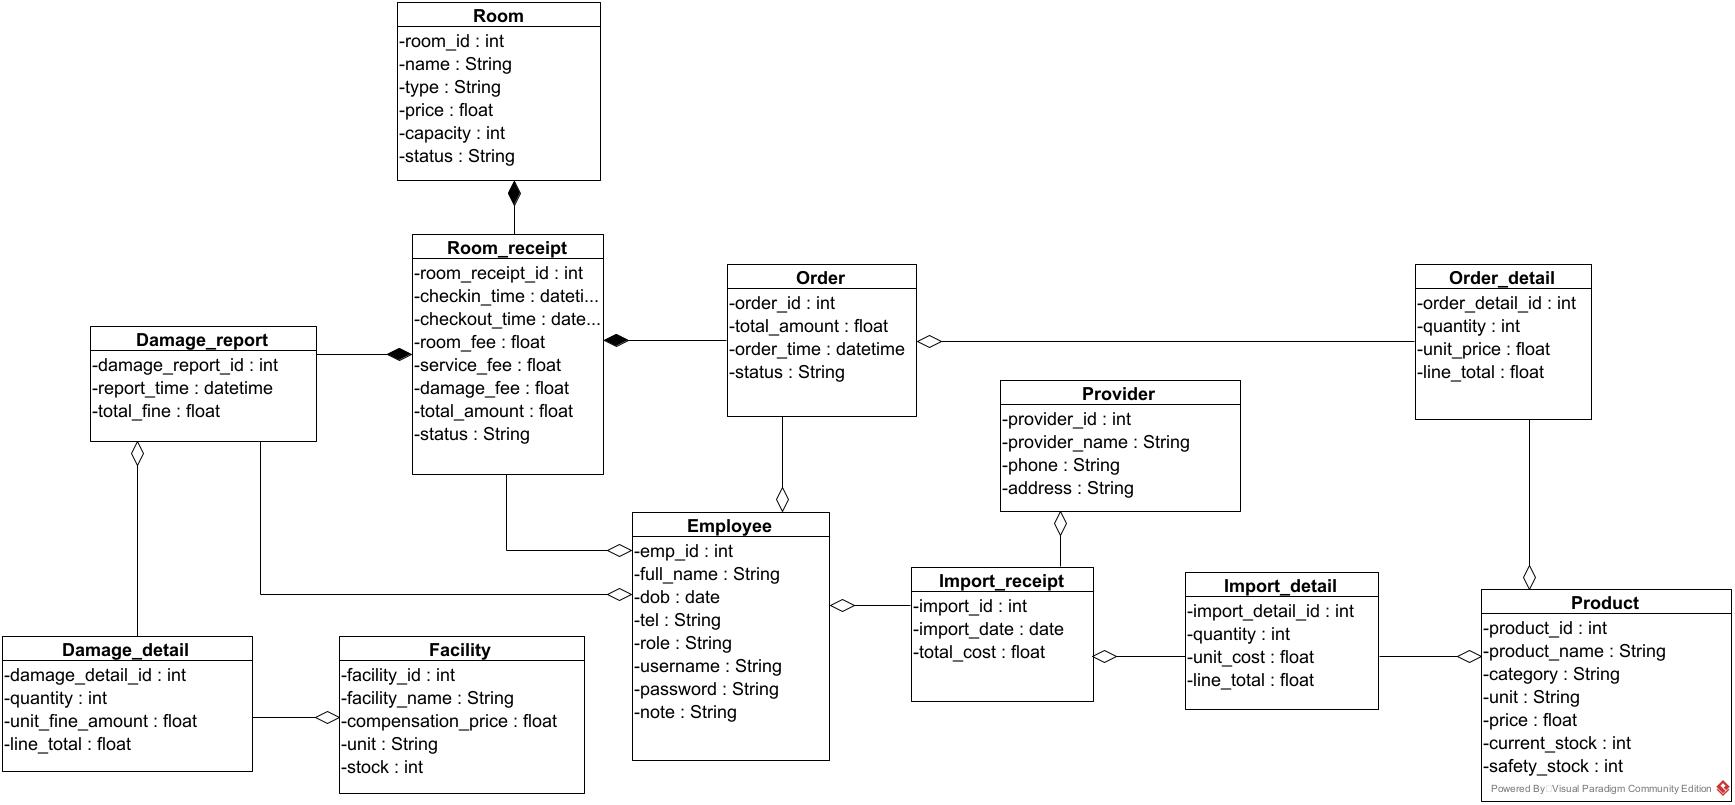 Room
-room_id : int
-name : String
-type : String
-price : float
-capacity : int
-status : String
Room_receipt
-room_receipt_id : int
-checkin_time : dateti...
-checkout_time : date...
-room_fee : float
-service_fee : float
-damage_fee : float
-total_amount : float
-status : String
Order
-order_id : int
-total_amount : float
-order_time : datetime
-status : String
Order_detail
-order_detail_id : int
-quantity : int
-unit_price : float
-line_total : float
Damage_report
-damage_report_id : int
-report_time : datetime
-total_fine : float
Provider
-provider_id : int
-provider_name : String
-phone : String
-address : String
Employee
-emp_id : int
-full_name : String
-dob : date
-tel : String
-role : String
-username : String
-password : String
-note : String
Import_receipt
-import_id : int
-import_date : date
-total_cost : float
Import_detail
-import_detail_id : int
-quantity : int
-unit_cost : float
-line_total : float
Product
-product_id : int
-product_name : String
-category : String
-unit : String
-price : float
-current_stock : int
-safety_stock : int
Damage_detail
-damage_detail_id : int
-quantity : int
-unit_fine_amount : float
-line_total : float
Facility
-facility_id : int
-facility_name : String
-compensation_price : float
-unit : String
-stock : int
Powered By Visual Paradigm Community Edition